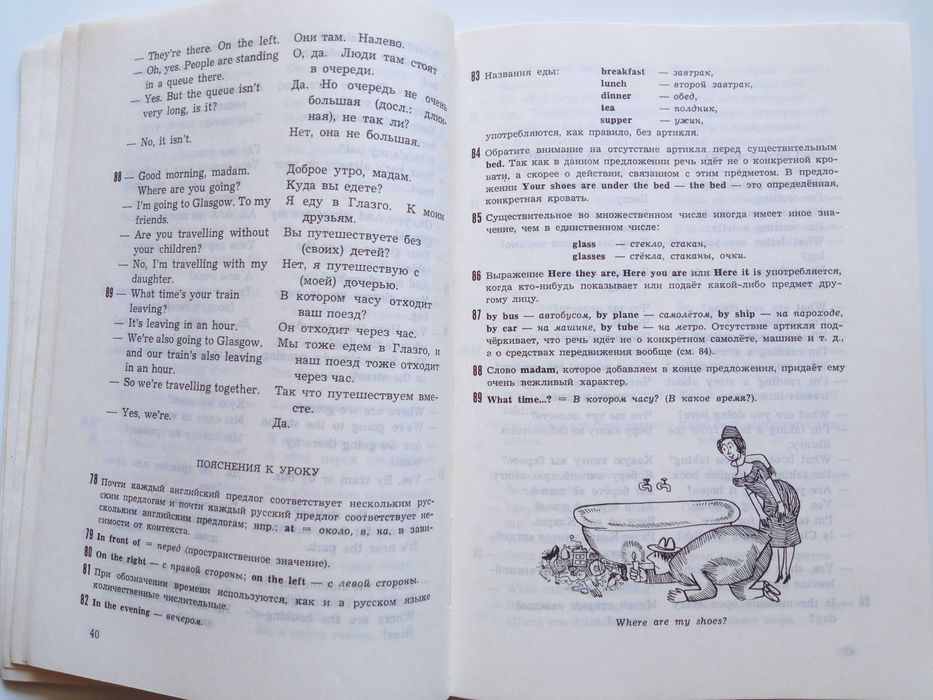 — They're there. On the left.
— Oh, yes. People are standing
in a queue there.
— Yes. But the queue isn't
very long, is it?
— No, it isn't.
88 — Good morning, madam.
Where are you going?
— I'm going to Glasgow. To my
friends.
— Are you travelling without
your children?
— No, I'm travelling with my
daughter.
89 — What time's your train
leaving?
— It's leaving in an hour.
— We're also going to Glasgow,
and our train's also leaving
in an hour.
— So we're travelling together.
— Yes, we're.
Они там. Налево.
О, да. Люди там стоят
в очереди.
Да. Но очередь не очень
большая (досл.: длин-
ная), не так ли?
Нет, она не большая.
Доброе утро, мадам.
Куда вы едете?
Я еду в Глазго. К моим
друзьям.
Вы путешествуете без
(своих) детей?
Нет, я путешествую с
(моей) дочерью.
В котором часу отходит
ваш поезд?
Он отходит через час.
Мы тоже едем в Глазго, и
наш поезд тоже отходит
через час.
Так что путешествуем вме-
сте.
Да.
ПОЯСНЕНИЯ К УРОКУ
78 Почти каждый английский предлог соответствует нескольким рус-
ским предлогам и почти каждый русский предлог соответствует не-
скольким английским предлогам; нпр.: at = около, в, на, в зави-
симости от контекста.
79 In front of = перед (пространственное значение).
80 On the right — с правой стороны; on the left — с левой стороны.
81 При обозначении времени используются, как и в русском языке
количественные числительные.
82 In the evening — вечером.
40
83 Названия еды:
breakfast — завтрак,
lunch — второй завтрак,
dinner — обед,
tea — полдник,
supper — ужин,
употребляются, как правило, без артикля.
84 Обратите внимание на отсутствие артикля перед существительным
bed. Так как в данном предложении речь идёт не о конкретной кро-
вати, а скорее о действии, связанном с этим предметом. В предло-
жении Your shoes are under the bed — the bed — это определённая,
конкретная кровать.
85 Существительное во множественном числе иногда имеет иное зна-
чение, чем в единственном числе:
glass — стекло, стакан,
glasses — стёкла, стаканы, очки.
86 Выражение Here they are, Here you are или Here it is употребляется,
когда кто-нибудь показывает или подаёт какой-либо предмет дру-
гому лицу.
87 by bus — автобусом, by plane — самолётом, by ship — на пароходе,
by car — на машине, by tube — на метро. Отсутствие артикля под-
чёркивает, что речь идёт не о конкретном самолёте, машине и т. д.,
а о средствах передвижения вообще (см. 84).
88 Слово madam, которое добавляем в конце предложения, придаёт ему
очень вежливый характер.
89 What time...? = В котором часу? (В какое время?).
Where are my shoes?